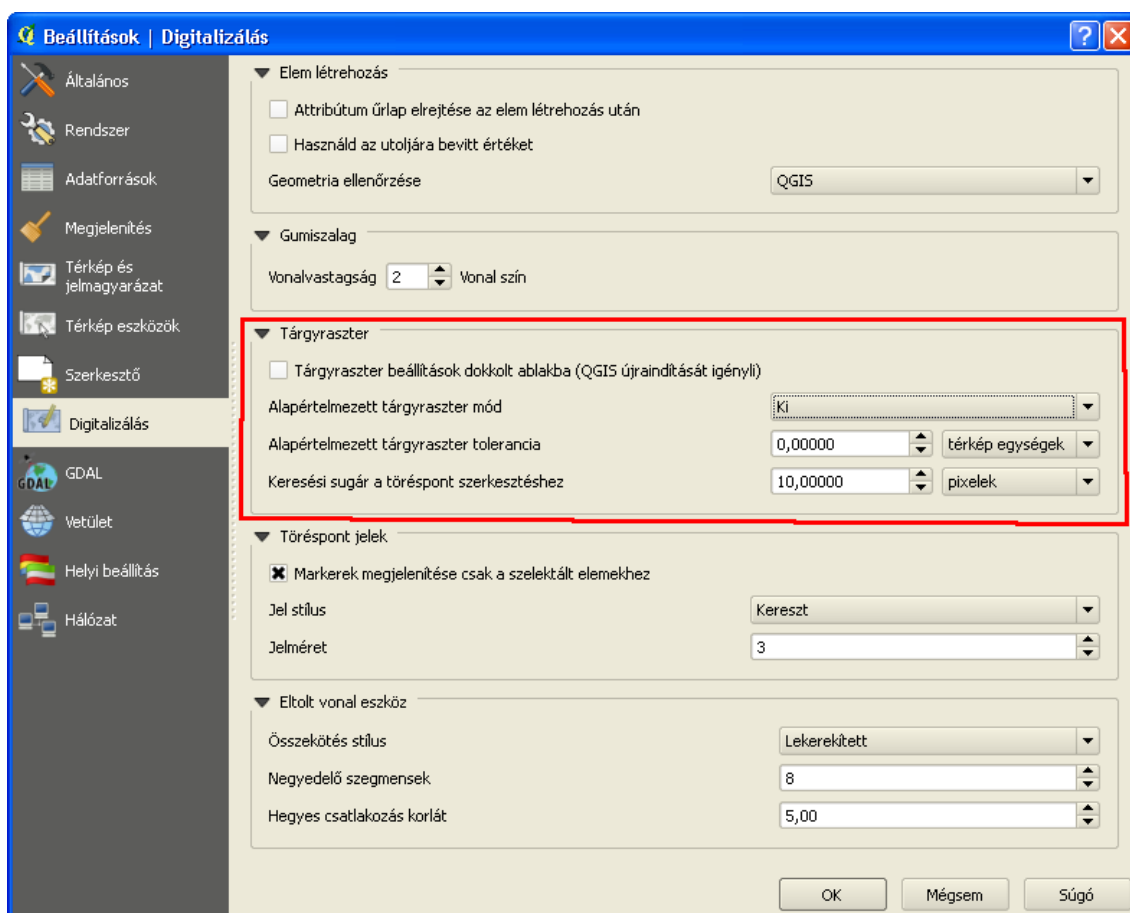 Beállítások | Digitalizálás
Általános
Rendszer
Adatforrások
Megjelenítés
Térkép és
jelmagyarázat
Térkép eszközök
Szerkesztő
Digitalizálás
GDAL
GDAL
Vetület
Helyi beállítás
Hálózat
Elem létrehozás
Attribútum űrlap elrejtése az elem létrehozás után
Használd az utoljára bevitt értéket
Geometria ellenőrzése QGIS
Gumiszalag
Vonalvastagság 2 Vonal szín
Tárgyraszter
Tárgyraszter beállítások dokkolt ablakba (QGIS újraindítását igényli)
Alapértelmezett tárgyraszter mód Ki
Alapértelmezett tárgyraszter tolerancia 0,00000 térkép egységek
Keresési sugár a töréspont szerkesztéshez 10,00000 pixelek
Töréspont jelek
Markerek megjelenítése csak a szelektált elemekhez
Jel stílus Kereszt
Jelméret 3
Eltolt vonal eszköz
Összekötés stílus Lekerekített
Negyedelő szegmensek 8
Hegyes csatlakozás korlát 5,00
OK Mégsem Súgó